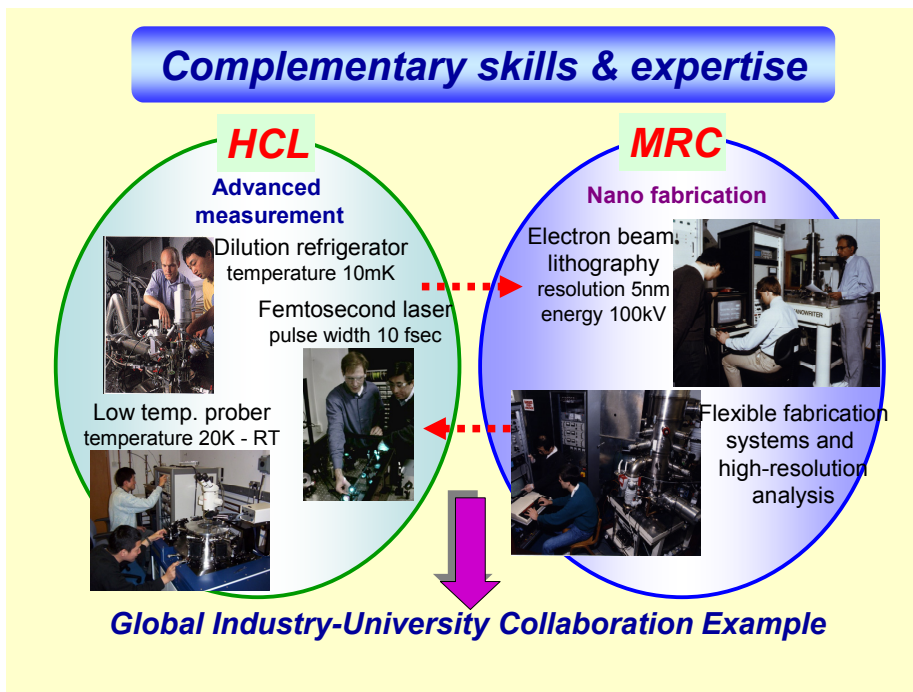 Complementary skills & expertise
HCL
Advanced
measurement
Dilution refrigerator
temperature 10mK
Femtosecond laser
pulse width 10 fsec
Low temp. prober
temperature 20K - RT
MRC
Nano fabrication
Electron beam
lithography
resolution 5nm
energy 100kV
NANOWRITER
Flexible fabrication
systems and
high-resolution
analysis
Global Industry-University Collaboration Example